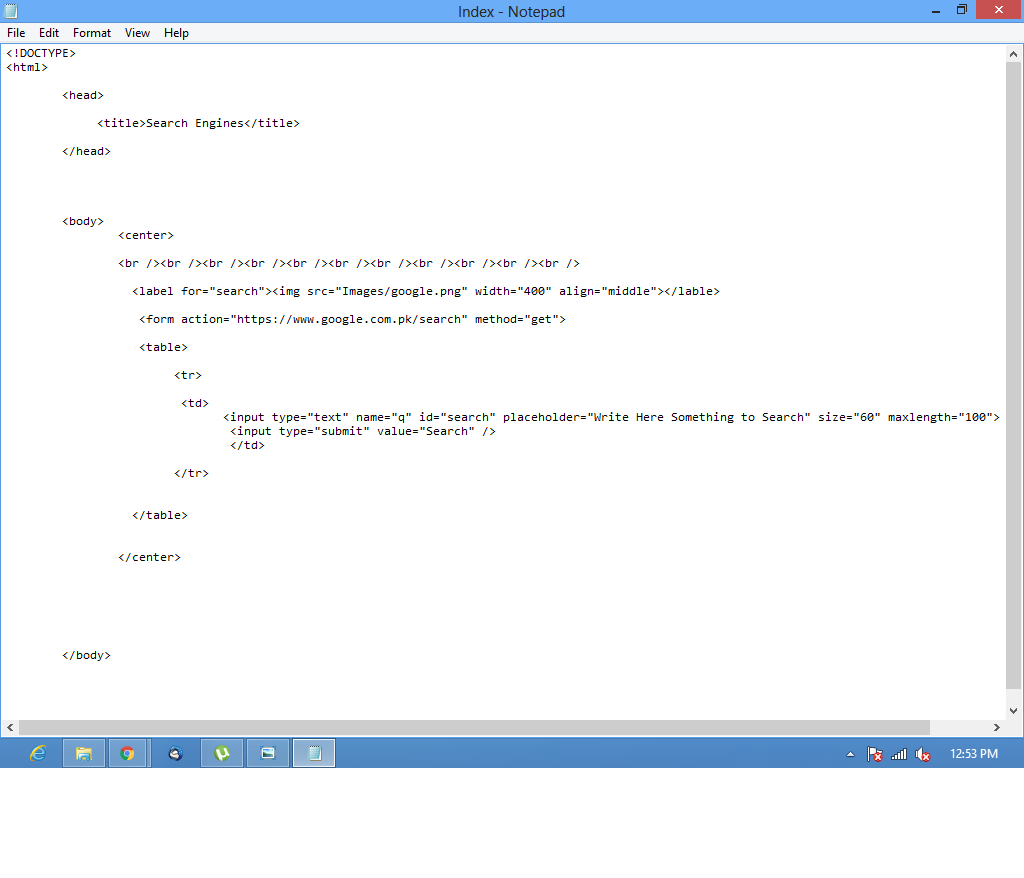 Index - Notepad
File Edit Format View Help
<!DOCTYPE>
<html>
<head>
<title>Search Engines</title>
</head>
<body>
<center>
<br /><br /><br /><br /><br /><br /><br /><br /><br /><br /><br />
<label for="search"><img src="Images/google.png" width="400" align="middle"></lable>
<form action="https://www.google.com.pk/search" method="get">
<table>
<tr>
<td>
<input type="text" name="q" id="search" placeholder="Write Here Something to Search" size="60" maxlength="100">
<input type="submit" value="Search" />
</td>
</tr>
</table>
</center>
</body>
12:53 PM